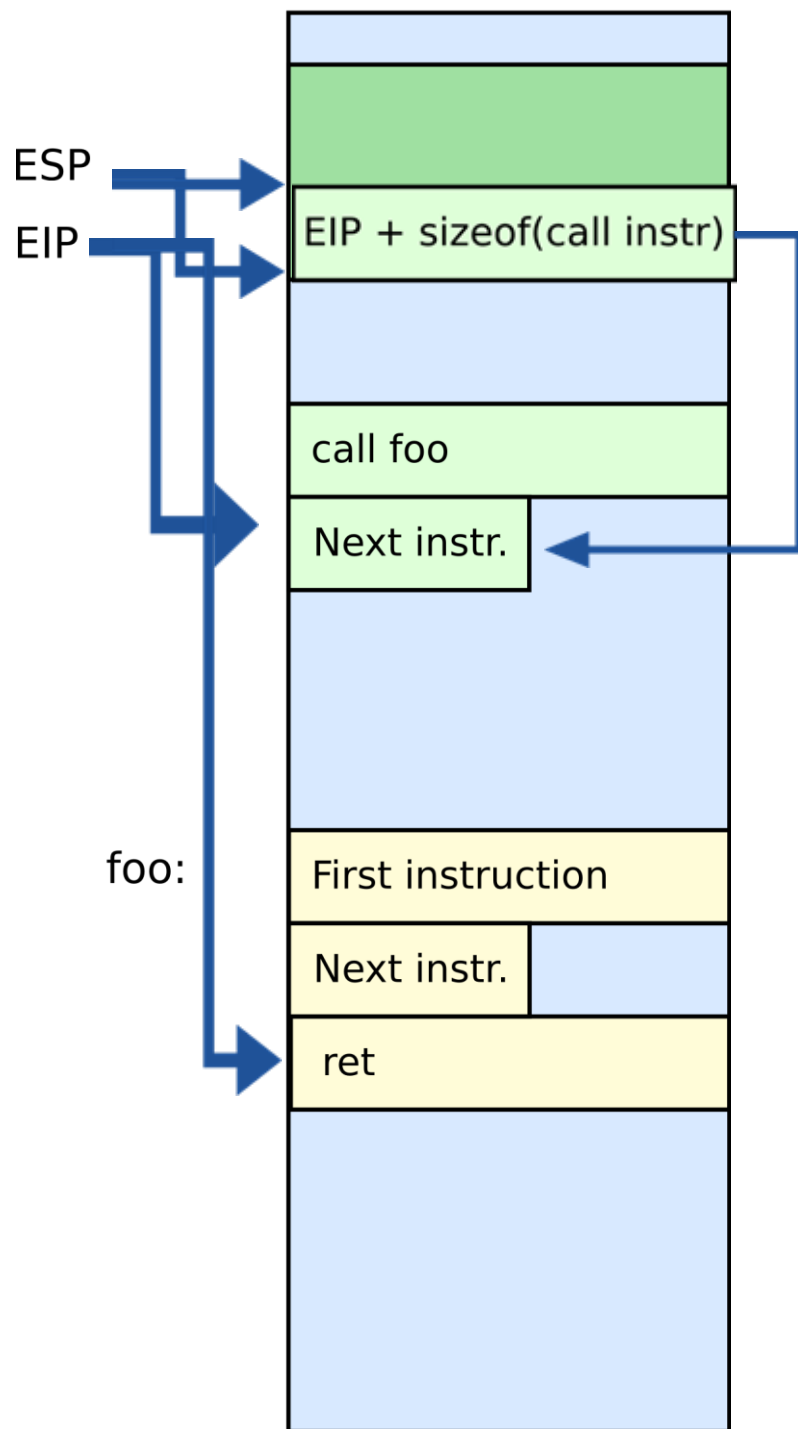 ESP
EIP
EIP + sizeof(call instr)
call foo
Next instr.
foo:
First instruction
Next instr.
ret